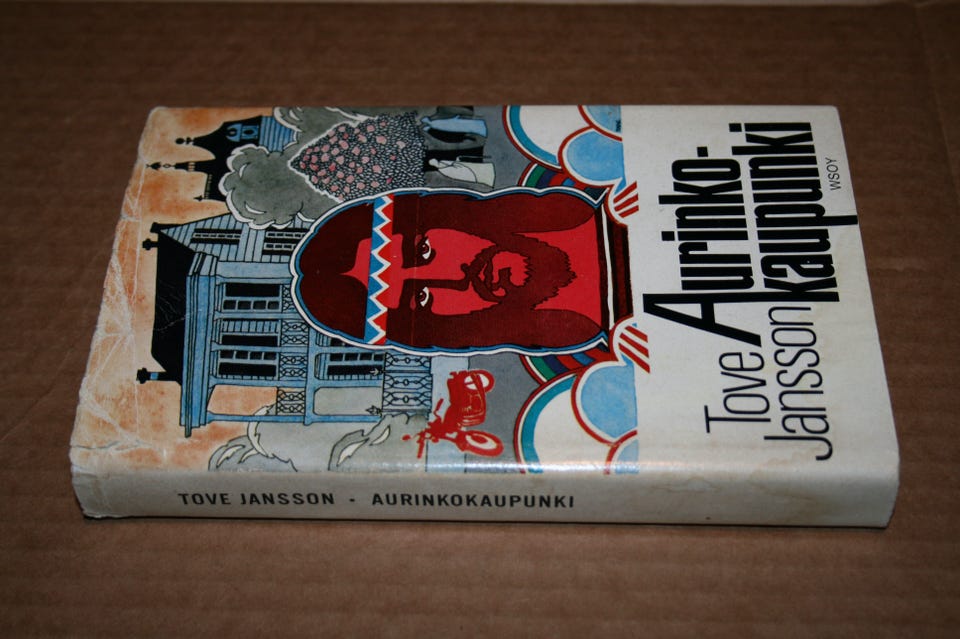 Tove
Jansson
Aurinko-
kaupunki
WSOY
TOVE JANSSON · AURINKOKAUPUNKI